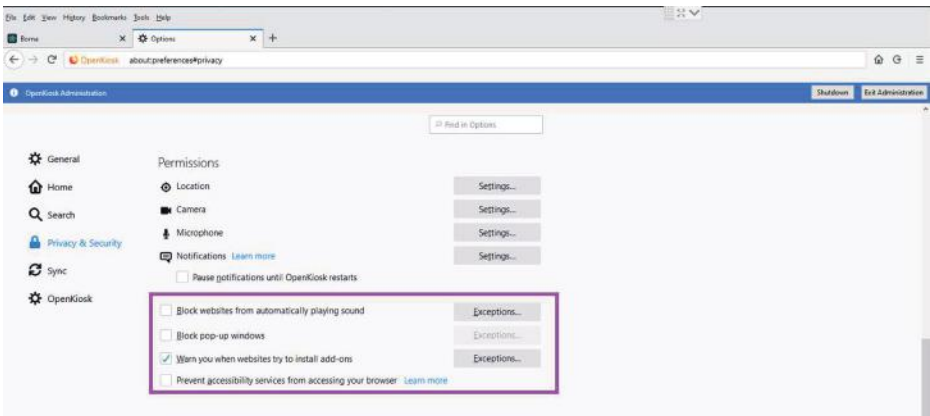 File Edit View History Bookmarks Tools Help
Borne × Options × +
OpenKiosk about:preferences#privacy
OpenKiosk Administration Shutdown Exit Administration
Find in Options
General
Home
Search
Privacy & Security
Sync
OpenKiosk
Permissions
Location Settings...
Camera Settings...
Microphone Settings...
Notifications Learn more Settings...
Pause notifications until OpenKiosk restarts
Block websites from automatically playing sound Exceptions...
Block pop-up windows Exceptions...
Warn you when websites try to install add-ons Exceptions...
Prevent accessibility services from accessing your browser Learn more